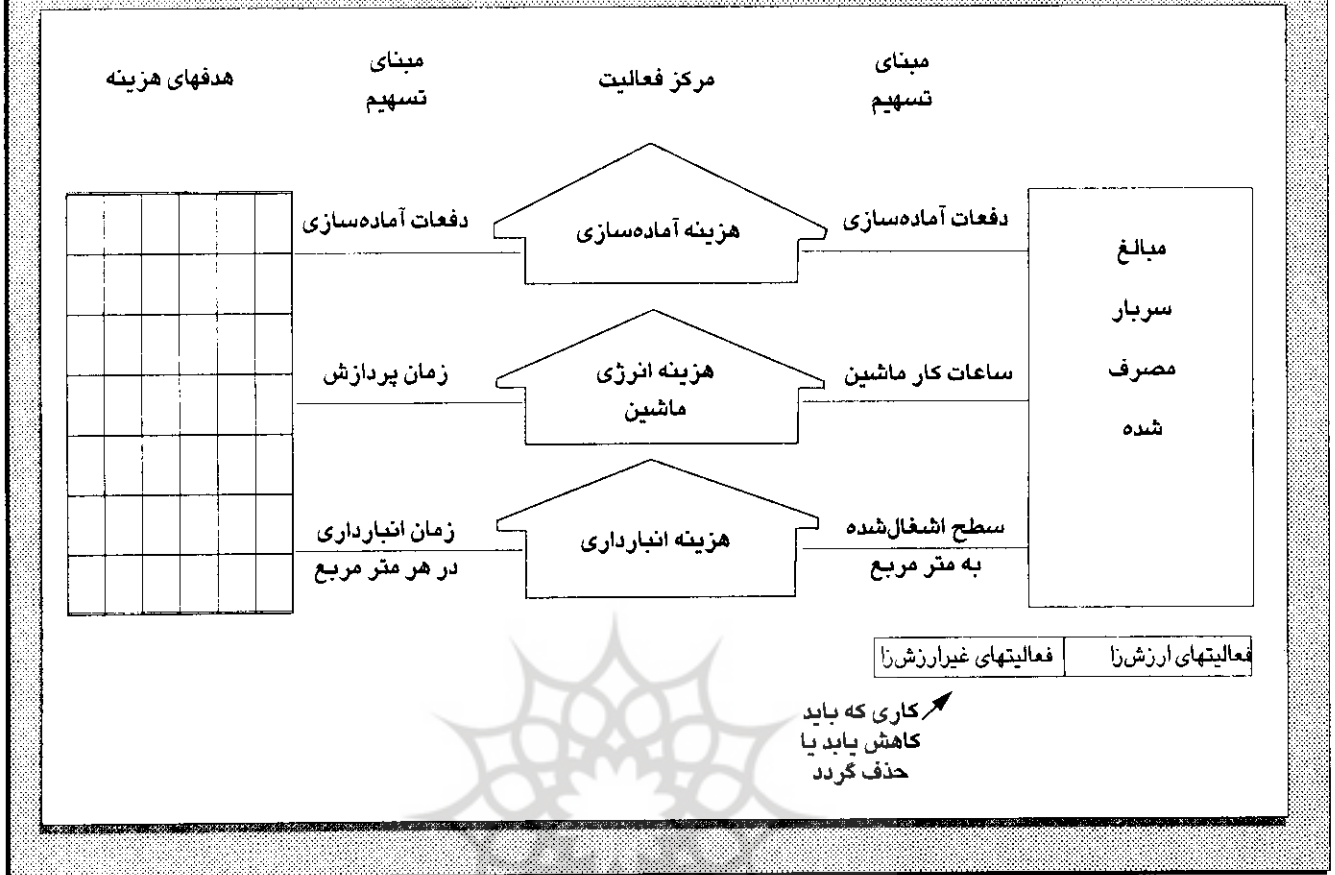 مبنای
تسهیم
مرکز فعالیت
مبنای
تسهیم
هدفهای هزینه
مبالغ
سربار
مصرف
شده
دفعات آماده‌سازی
هزینه آماده‌سازی
دفعات آماده‌سازی
ساعات کار ماشین
هزینه انرژی
ماشین
زمان پردازش
سطح اشغال‌شده
به متر مربع
هزینه انبارداری
زمان انبارداری
در هر متر مربع
فعالیتهای ارزش‌زا
فعالیتهای غیرارزش‌زا
کاری که باید
کاهش یابد یا
حذف گردد